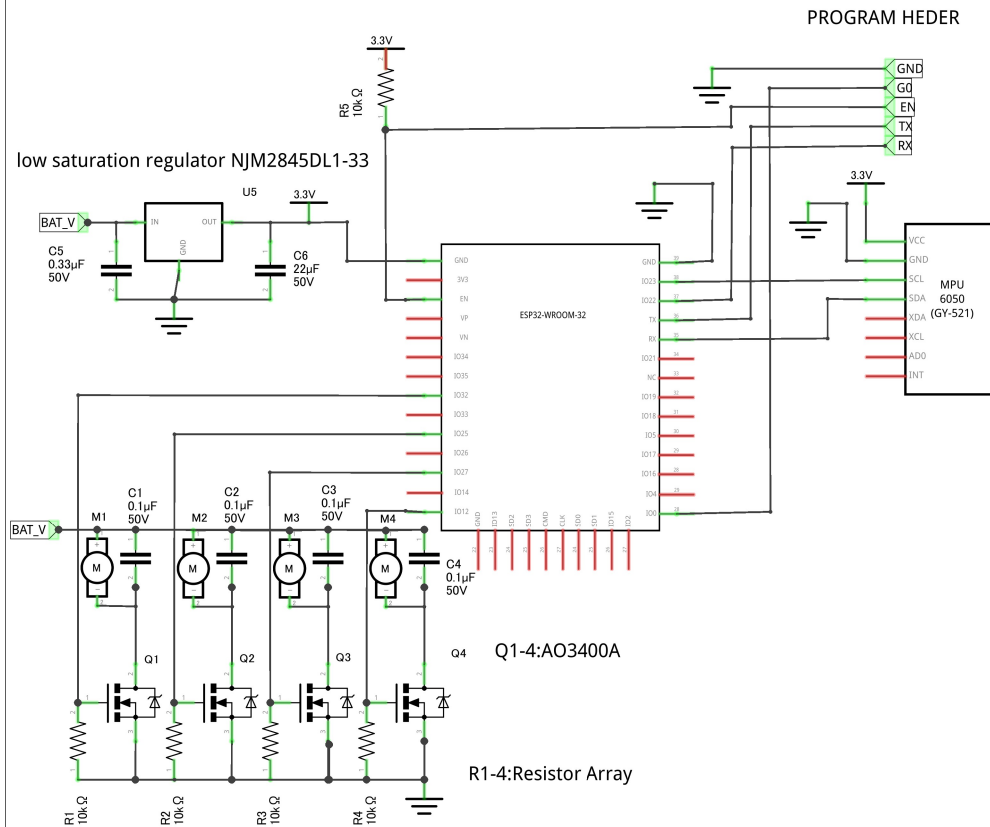 PROGRAM HEDER
3.3V
R5
10kΩ
2
1
GND
G0
EN
TX
RX
low saturation regulator NJM2845DL1-33
U5
3.3V
BAT_V
IN
OUT
GND
C5
0.33μF
50V
1
2
C6
22μF
50V
1
2
3.3V
VCC
GND
SCL
SDA
XDA
XCL
AD0
INT
MPU
6050
(GY-521)
ESP32-WROOM-32
GND
3V3
EN
VP
VN
IO34
IO35
IO32
IO33
IO25
IO26
IO27
IO14
IO12
GND
IO23
IO22
TX
RX
IO21
NC
IO19
IO18
IO5
IO17
IO16
IO4
IO0
GND
IO13
SD2
SD3
CMD
CLK
SD0
SD1
IO15
IO2
BAT_V
M1
C1
0.1μF
50V
M2
C2
0.1μF
50V
M3
C3
0.1μF
50V
M4
C4
0.1μF
50V
M
M
M
M
Q1
Q2
Q3
Q4
Q1-4:AO3400A
R1-4:Resistor Array
R1
10kΩ
R2
10kΩ
R3
10kΩ
R4
10kΩ